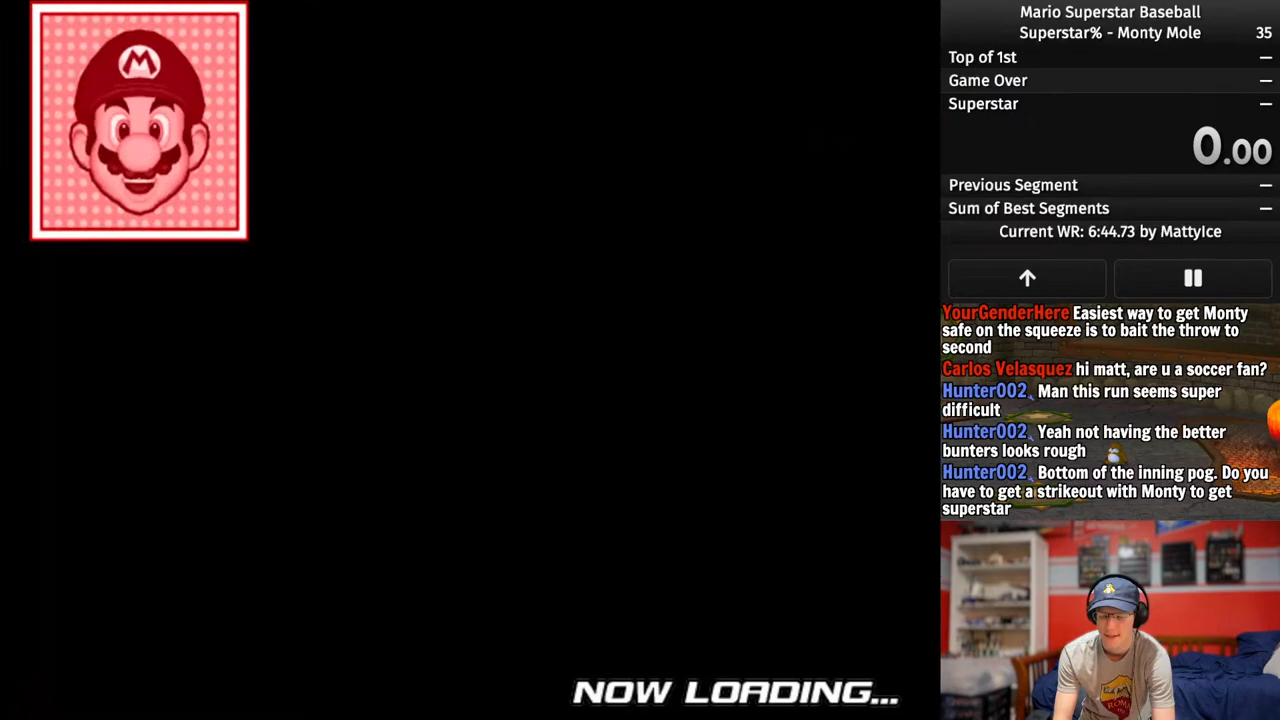 M
NOW LOADING...
Mario Superstar Baseball
Superstar% - Monty Mole 35
Top of 1st —
Game Over —
Superstar —
0.00
Previous Segment —
Sum of Best Segments —
Current WR: 6:44.73 by MattyIce
YourGenderHere Easiest way to get Monty
safe on the squeeze is to bait the throw to
second
Carlos Velasquez hi matt, are u a soccer fan?
Hunter002 Man this run seems super
difficult
Hunter002 Yeah not having the better
bunters looks rough
Hunter002 Bottom of the inning pog. Do you
have to get a strikeout with Monty to get
superstar
ROMA